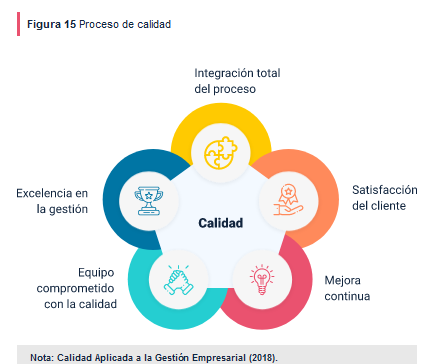 Figura 15 Proceso de calidad
Integración total
del proceso
Excelencia en
la gestión
Satisfacción
del cliente
Calidad
Equipo
comprometido
con la calidad
Mejora
continua
Nota: Calidad Aplicada a la Gestión Empresarial (2018).